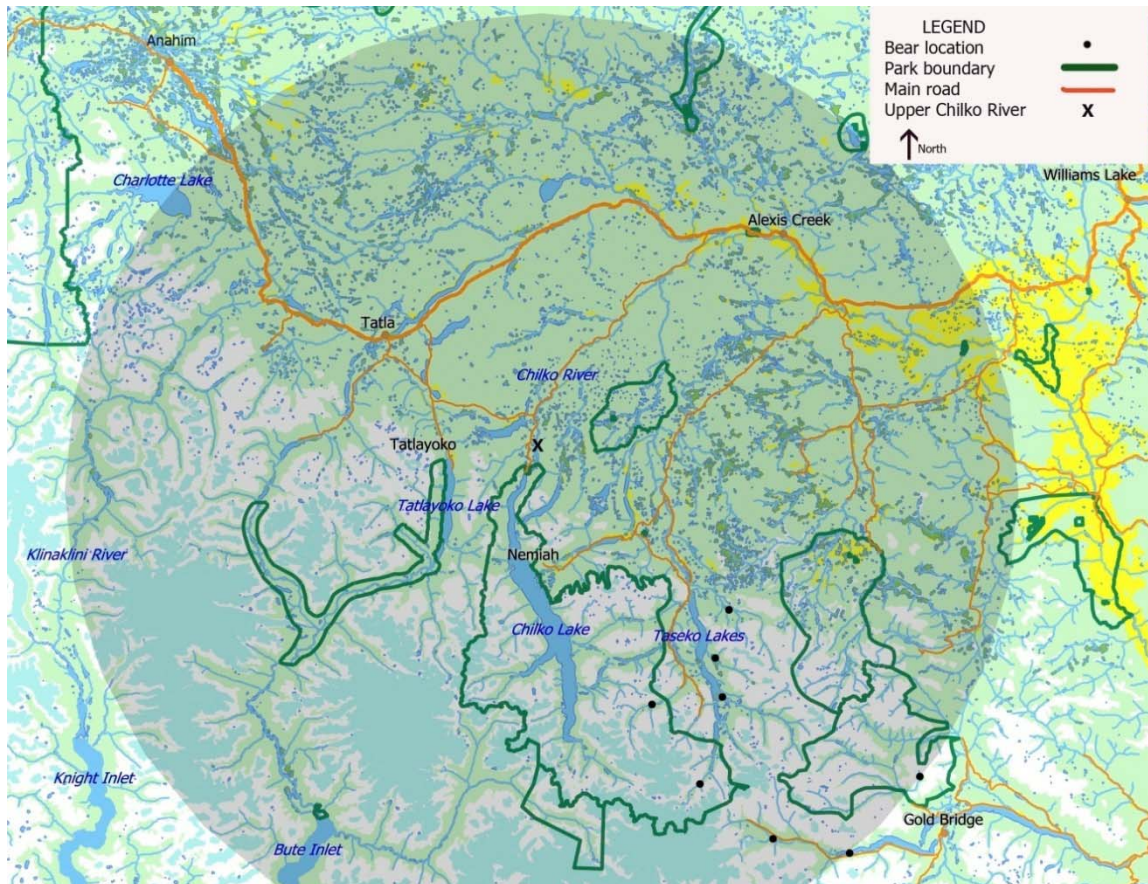 LEGEND
Bear location
Park boundary
Main road
Upper Chilko River X
North
Anahim
Williams Lake
Charlotte Lake
Alexis Creek
Tatla
Chilko River
X
Tatlayoko
Tatlayoko Lake
Klinaklini River
Nemiah
Chilko Lake
Taseko Lakes
Knight Inlet
Gold Bridge
Bute Inlet